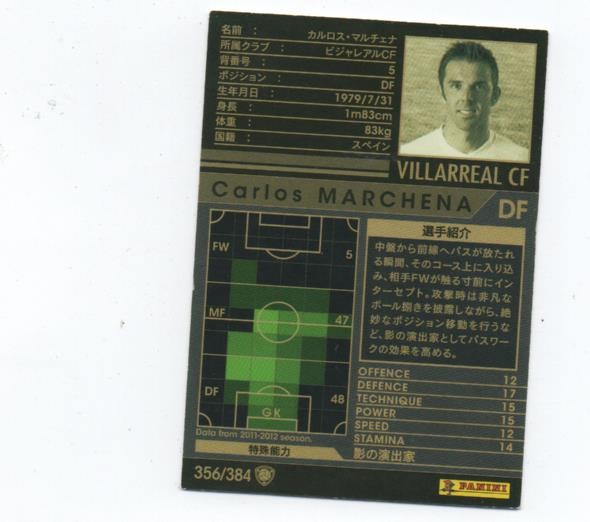 名前 : カルロス・マルチェナ
所属クラブ : ビジャレアルCF
背番号 : 5
ポジション : DF
生年月日 : 1979/7/31
身長 : 1m83cm
体重 : 83kg
国籍 : スペイン
VILLARREAL CF
Carlos MARCHENA DF
FW 5
MF 47
DF 48
GK
Data from 2011-2012 season.
選手紹介
中盤から前線へパスが放たれ
る瞬間、そのコース上に入り込
み、相手FWが触る寸前にイン
ターセプト。攻撃時は非凡な
ボール捌きを披露しながら、絶
妙なポジション移動を行うな
ど、影の演出家としてパスワー
クの効果を高める。
OFFENCE 12
DEFENCE 17
TECHNIQUE 15
POWER 15
SPEED 12
STAMINA 14
特殊能力 影の演出家
356/384
PANINI